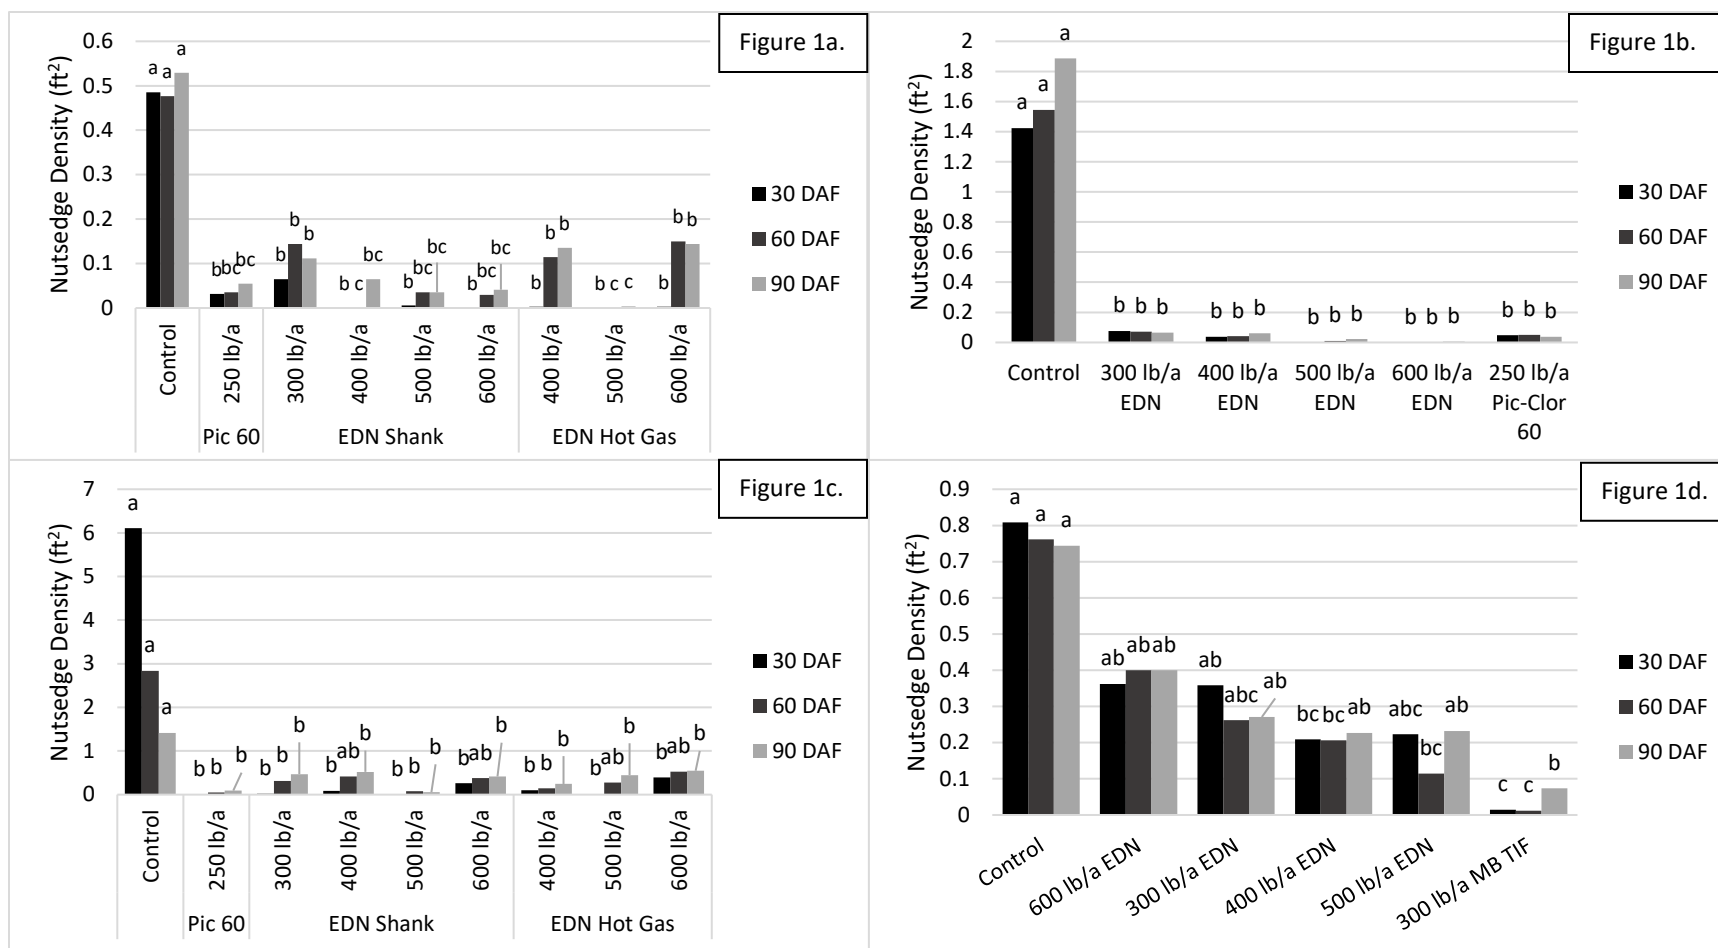 Figure 1a.
Nutsedge Density (ft2)
0.6
0.5
0.4
0.3
0.2
0.1
0
a a a
b bc bc
b b b
b c bc
b bc bc
b bc bc
b b b
b c c
b b b
Control
250 lb/a
300 lb/a
400 lb/a
500 lb/a
600 lb/a
400 lb/a
500 lb/a
600 lb/a
Pic 60
EDN Shank
EDN Hot Gas
30 DAF
60 DAF
90 DAF
Figure 1b.
Nutsedge Density (ft2)
2
1.8
1.6
1.4
1.2
1
0.8
0.6
0.4
0.2
0
a a a
b b b
b b b
b b b
b b b
b b b
Control
300 lb/a
EDN
400 lb/a
EDN
500 lb/a
EDN
600 lb/a
EDN
250 lb/a
Pic-Clor
60
30 DAF
60 DAF
90 DAF
Figure 1c.
Nutsedge Density (ft2)
7
6
5
4
3
2
1
0
a a a
b b b
b b b
b ab b
b b b
b ab b
b b b
b ab b
b ab b
Control
250 lb/a
300 lb/a
400 lb/a
500 lb/a
600 lb/a
400 lb/a
500 lb/a
600 lb/a
Pic 60
EDN Shank
EDN Hot Gas
30 DAF
60 DAF
90 DAF
Figure 1d.
Nutsedge Density (ft2)
0.9
0.8
0.7
0.6
0.5
0.4
0.3
0.2
0.1
0
a a a
ab ab ab
ab abc ab
bc bc ab
abc bc ab
c c b
Control
600 lb/a EDN
300 lb/a EDN
400 lb/a EDN
500 lb/a EDN
300 lb/a MB TIF
30 DAF
60 DAF
90 DAF